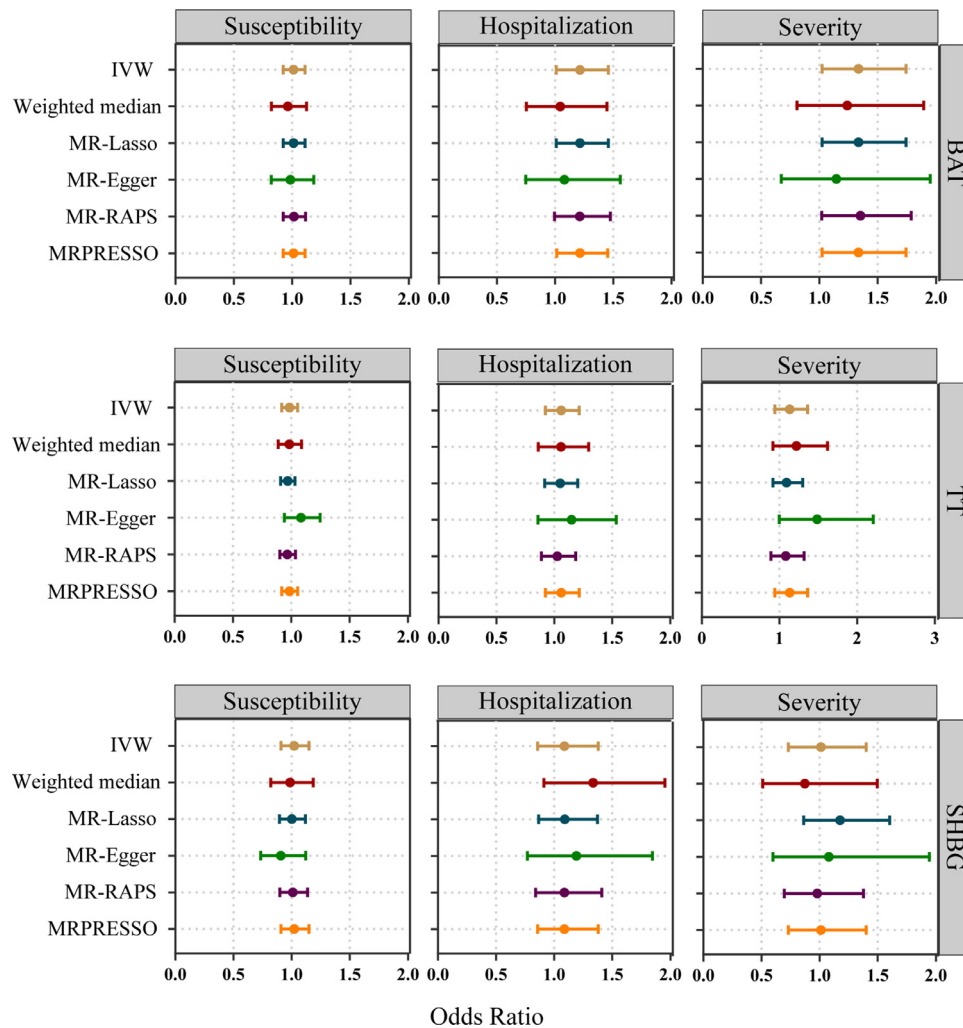 Susceptibility Hospitalization Severity
IVW
Weighted median
MR-Lasso
MR-Egger
MR-RAPS
MRPRESSO
BAT
0.0 0.5 1.0 1.5 2.0 0.0 0.5 1.0 1.5 2.0 0.0 0.5 1.0 1.5 2.0
Susceptibility Hospitalization Severity
IVW
Weighted median
MR-Lasso
MR-Egger
MR-RAPS
MRPRESSO
TT
0.0 0.5 1.0 1.5 2.0 0.0 0.5 1.0 1.5 2.0 0 1 2 3
Susceptibility Hospitalization Severity
IVW
Weighted median
MR-Lasso
MR-Egger
MR-RAPS
MRPRESSO
SHBG
0.0 0.5 1.0 1.5 2.0 0.0 0.5 1.0 1.5 2.0 0.0 0.5 1.0 1.5 2.0
Odds Ratio